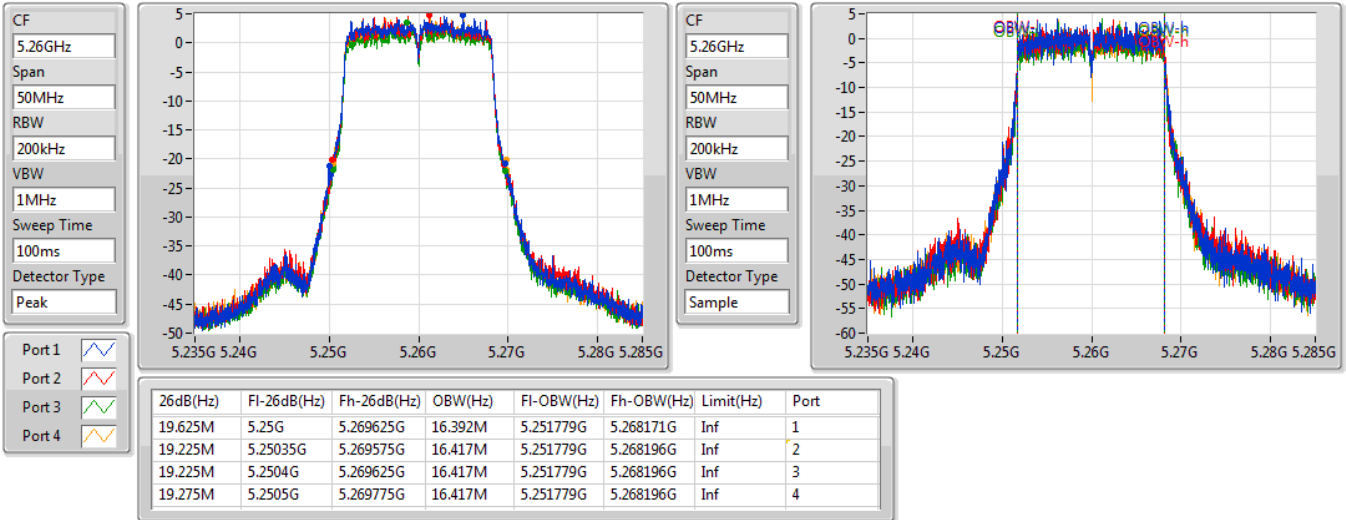 CF
5.26GHz
Span
50MHz
RBW
200kHz
VBW
1MHz
Sweep Time
100ms
Detector Type
Peak
5
0
-5
-10
-15
-20
-25
-30
-35
-40
-45
-50
5.235G 5.24G 5.25G 5.26G 5.27G 5.28G 5.285G
CF
5.26GHz
Span
50MHz
RBW
200kHz
VBW
1MHz
Sweep Time
100ms
Detector Type
Sample
5
0
-5
-10
-15
-20
-25
-30
-35
-40
-45
-50
-55
-60
OBW-h
OBW-h
5.235G 5.24G 5.25G 5.26G 5.27G 5.28G 5.285G
Port 1
Port 2
Port 3
Port 4
26dB(Hz) Fl-26dB(Hz) Fh-26dB(Hz) OBW(Hz) Fl-OBW(Hz) Fh-OBW(Hz) Limit(Hz) Port
19.625M 5.25G 5.269625G 16.392M 5.251779G 5.268171G Inf 1
19.225M 5.25035G 5.269575G 16.417M 5.251779G 5.268196G Inf 2
19.225M 5.2504G 5.269625G 16.417M 5.251779G 5.268196G Inf 3
19.275M 5.2505G 5.269775G 16.417M 5.251779G 5.268196G Inf 4